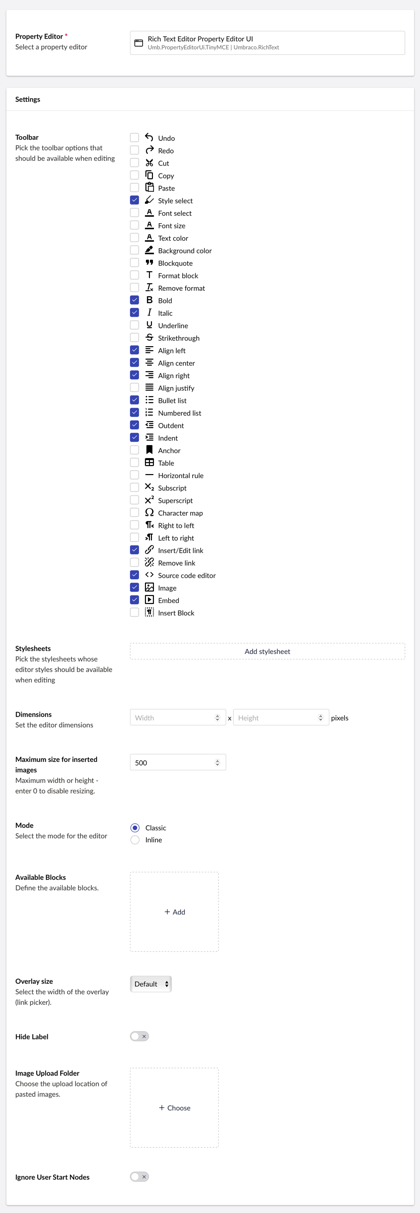 Property Editor *
Select a property editor
Rich Text Editor Property Editor UI
Umb.PropertyEditorUi.TinyMCE | Umbraco.RichText
Settings
Toolbar
Pick the toolbar options that
should be available when editing
Undo
Redo
Cut
Copy
Paste
Style select
Font select
Font size
Text color
Background color
Blockquote
Format block
Remove format
Bold
Italic
Underline
Strikethrough
Align left
Align center
Align right
Align justify
Bullet list
Numbered list
Outdent
Indent
Anchor
Table
Horizontal rule
Subscript
Superscript
Character map
Right to left
Left to right
Insert/Edit link
Remove link
Source code editor
Image
Embed
Insert Block
Stylesheets
Pick the stylesheets whose
editor styles should be available
when editing
Add stylesheet
Dimensions
Set the editor dimensions
Width x Height pixels
Maximum size for inserted
images
Maximum width or height -
enter 0 to disable resizing.
500
Mode
Select the mode for the editor
Classic
Inline
Available Blocks
Define the available blocks.
+ Add
Overlay size
Select the width of the overlay
(link picker).
Default
Hide Label
Image Upload Folder
Choose the upload location of
pasted images.
+ Choose
Ignore User Start Nodes